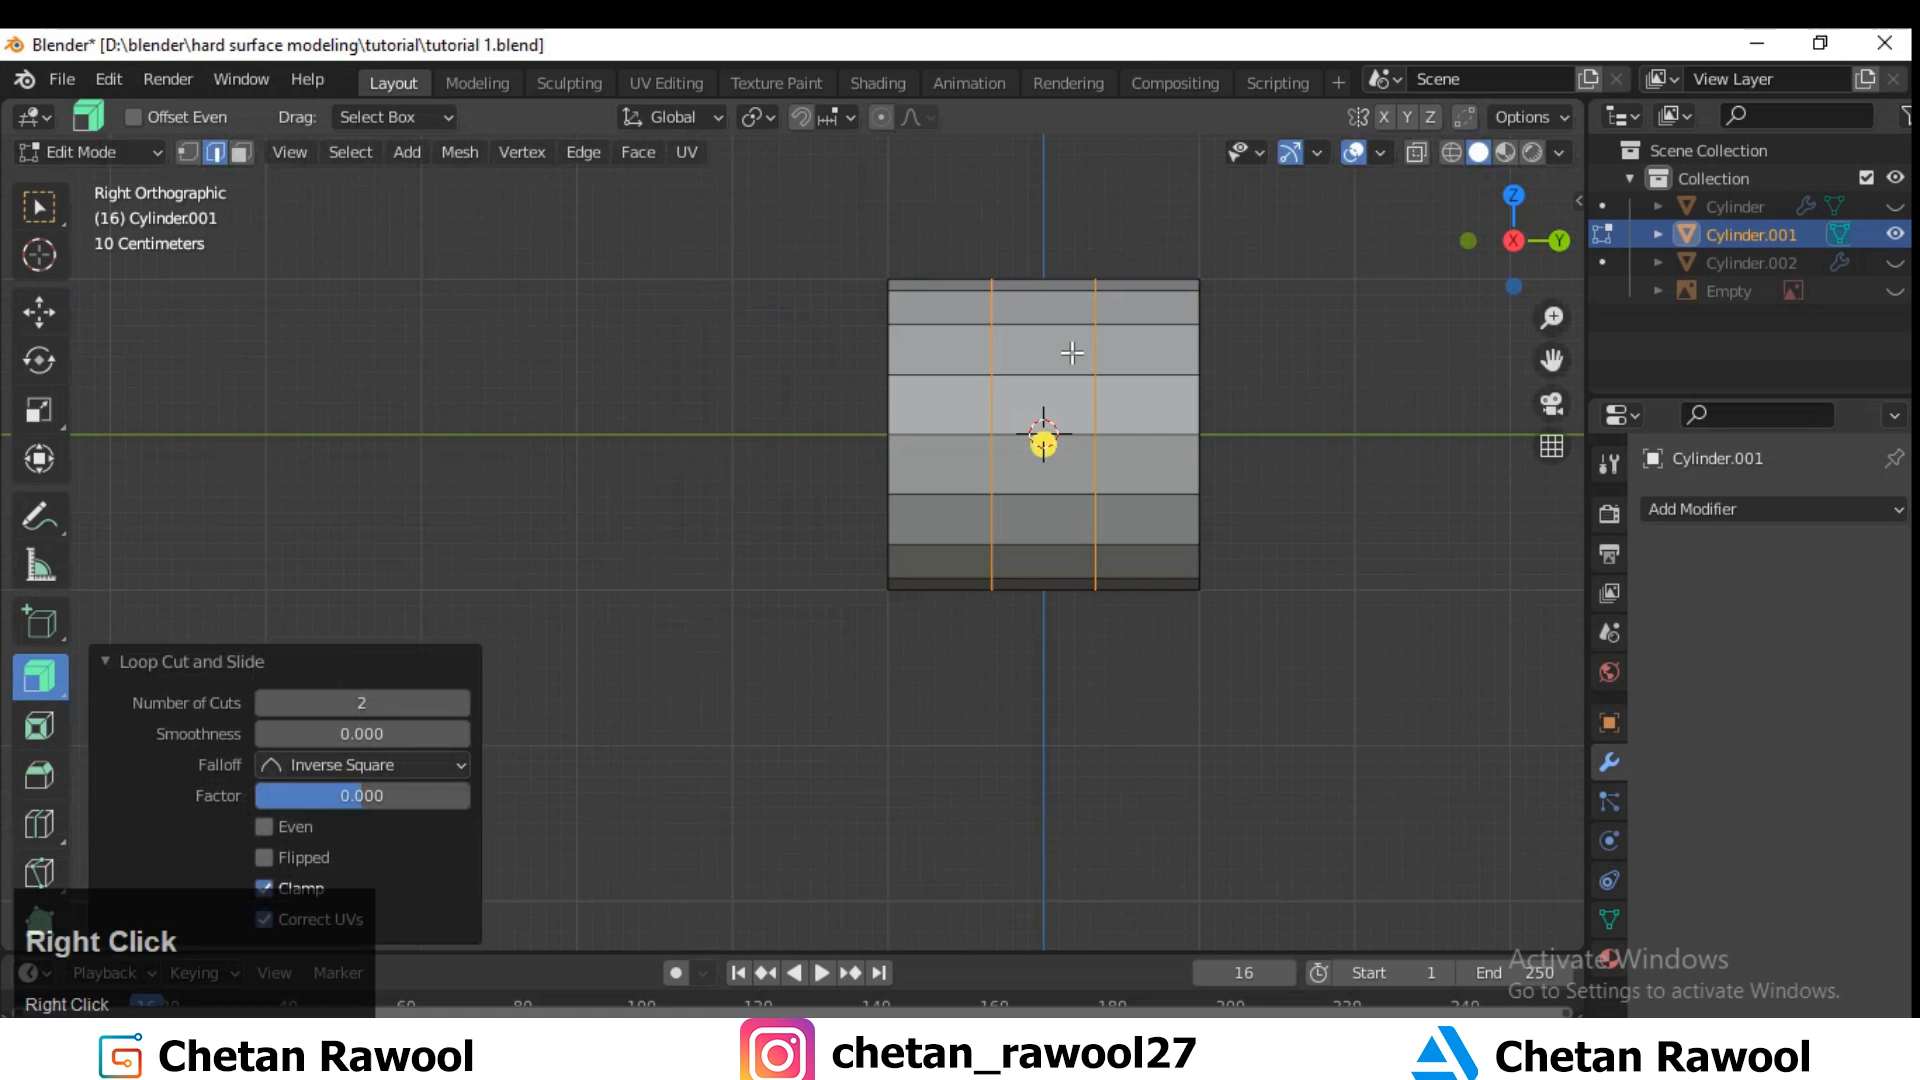 Blender* [D:\blender\hard surface modeling\tutorial\tutorial 1.blend]
File Edit Render Window Help Layout Modeling Sculpting UV Editing Texture Paint Shading Animation Rendering Compositing Scripting + Scene View Layer
Offset Even Drag: Select Box Global X Y Z Options
Edit Mode View Select Add Mesh Vertex Edge Face UV
Scene Collection
Collection
Cylinder
Cylinder.001
Cylinder.002
Empty
Right Orthographic
(16) Cylinder.001
10 Centimeters
Z
X
Y
Cylinder.001
Add Modifier
Loop Cut and Slide
Number of Cuts 2
Smoothness 0.000
Falloff Inverse Square
Factor 0.000
Even
Flipped
Clamp
Correct UVs
Right Click
Playback Keying View Marker 16 Start 1 End 250
Right Click
Activate Windows
Go to Settings to activate Windows.
Chetan Rawool chetan_rawool27 Chetan Rawool